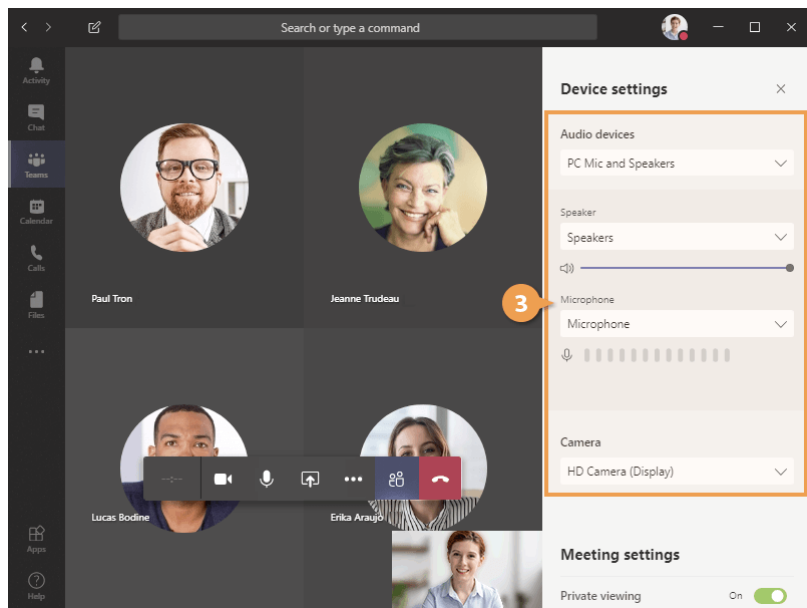 Search or type a command
Activity
Chat
Teams
Calendar
Calls
Files
Apps
Help
Paul Tron
Jeanne Trudeau
Lucas Bodine
Erika Araujo
--:--
Device settings
Audio devices
PC Mic and Speakers
Speaker
Speakers
3
Microphone
Microphone
Camera
HD Camera (Display)
Meeting settings
Private viewing
On